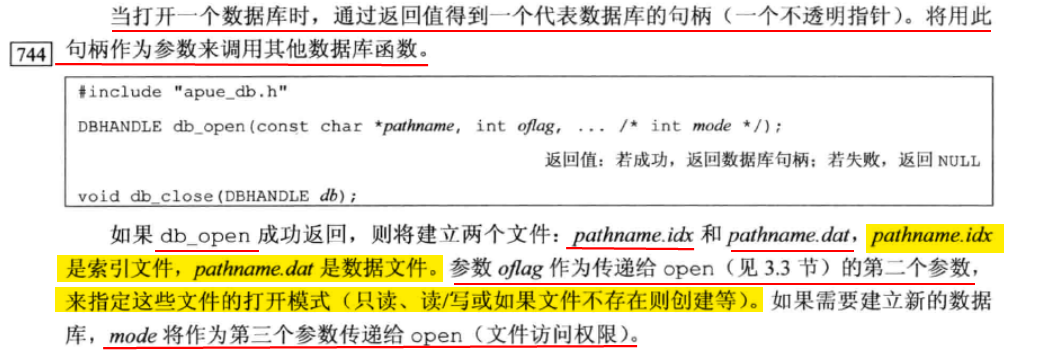 当打开一个数据库时，通过返回值得到一个代表数据库的句柄（一个不透明指针）。将用此
744 句柄作为参数来调用其他数据库函数。
#include "apue_db.h"
DBHANDLE db_open(const char *pathname, int oflag, ... /* int mode */);
返回值：若成功，返回数据库句柄；若失败，返回 NULL
void db_close(DBHANDLE db);
如果 db_open 成功返回，则将建立两个文件：pathname.idx 和 pathname.dat，pathname.idx
是索引文件，pathname.dat 是数据文件。参数 oflag 作为传递给 open（见 3.3 节）的第二个参数，
来指定这些文件的打开模式（只读、读/写或如果文件不存在则创建等）。如果需要建立新的数据
库，mode 将作为第三个参数传递给 open（文件访问权限）。